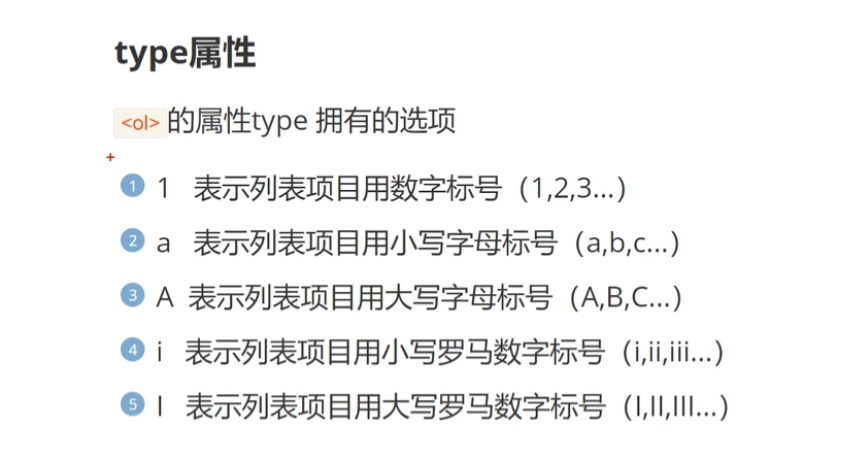 type属性
<ol>的属性type 拥有的选项
1 1 表示列表项目用数字标号（1,2,3...）
2 a 表示列表项目用小写字母标号（a,b,c...）
3 A 表示列表项目用大写字母标号（A,B,C...）
4 i 表示列表项目用小写罗马数字标号（i,ii,iii...）
5 I 表示列表项目用大写罗马数字标号（I,II,III...）